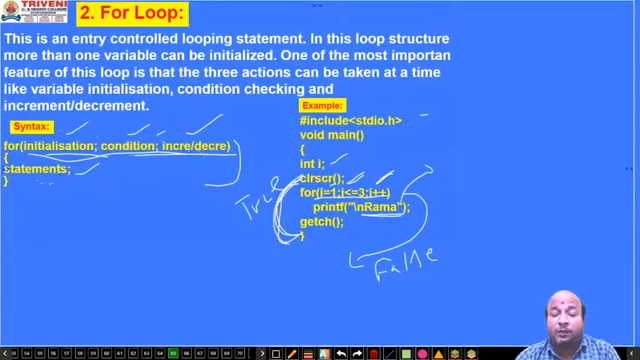 TRIVENI
2. For Loop:
This is an entry controlled looping statement. In this loop structure
more than one variable can be initialized. One of the most importan
feature of this loop is that the three actions can be taken at a time
like variable initialisation, condition checking and
increment/decrement.
Syntax:
for(initialisation; condition; incre/decre)
{
statements;
}
Example:
#include<stdio.h>
void main()
{
int i;
clrscr();
for(i=1;i<=3;i++)
printf("\nRama");
getch();
}
True
False